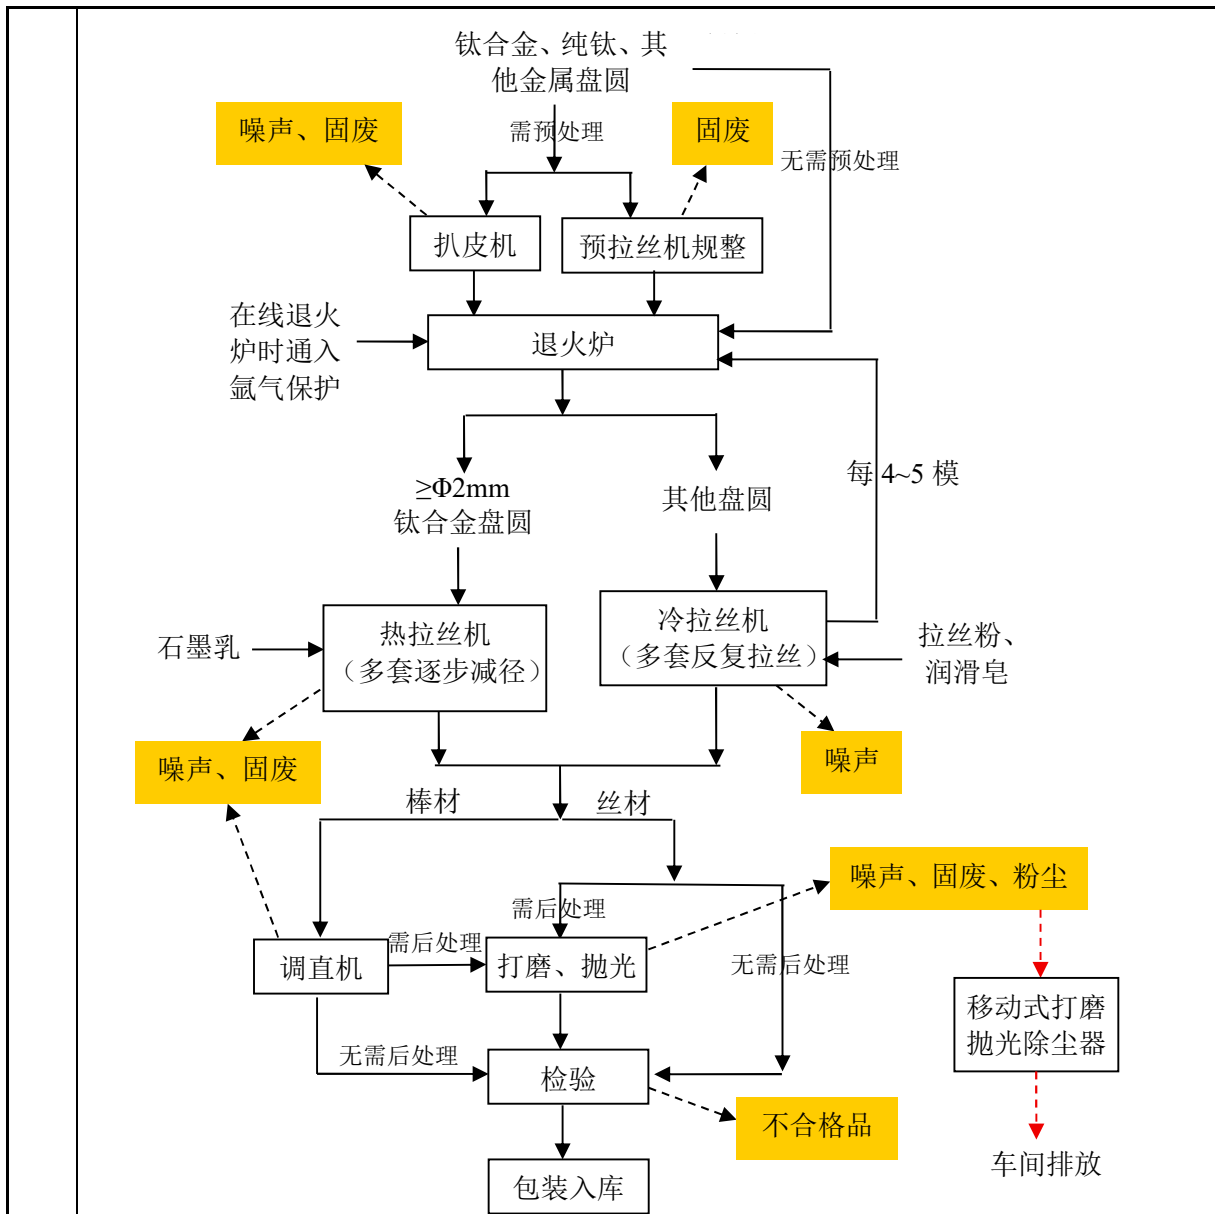 钛合金、纯钛、其
他金属盘圆
噪声、固废
需预处理
固废
无需预处理
扒皮机
预拉丝机规整
在线退火
炉时通入
氩气保护
退火炉
每 4~5 模
≥Φ2mm
钛合金盘圆
其他盘圆
石墨乳
热拉丝机
（多套逐步减径）
冷拉丝机
（多套反复拉丝）
拉丝粉、
润滑皂
噪声、固废
噪声
棒材
丝材
噪声、固废、粉尘
需后处理
调直机
需后处理
打磨、抛光
无需后处理
移动式打磨
抛光除尘器
无需后处理
检验
不合格品
车间排放
包装入库